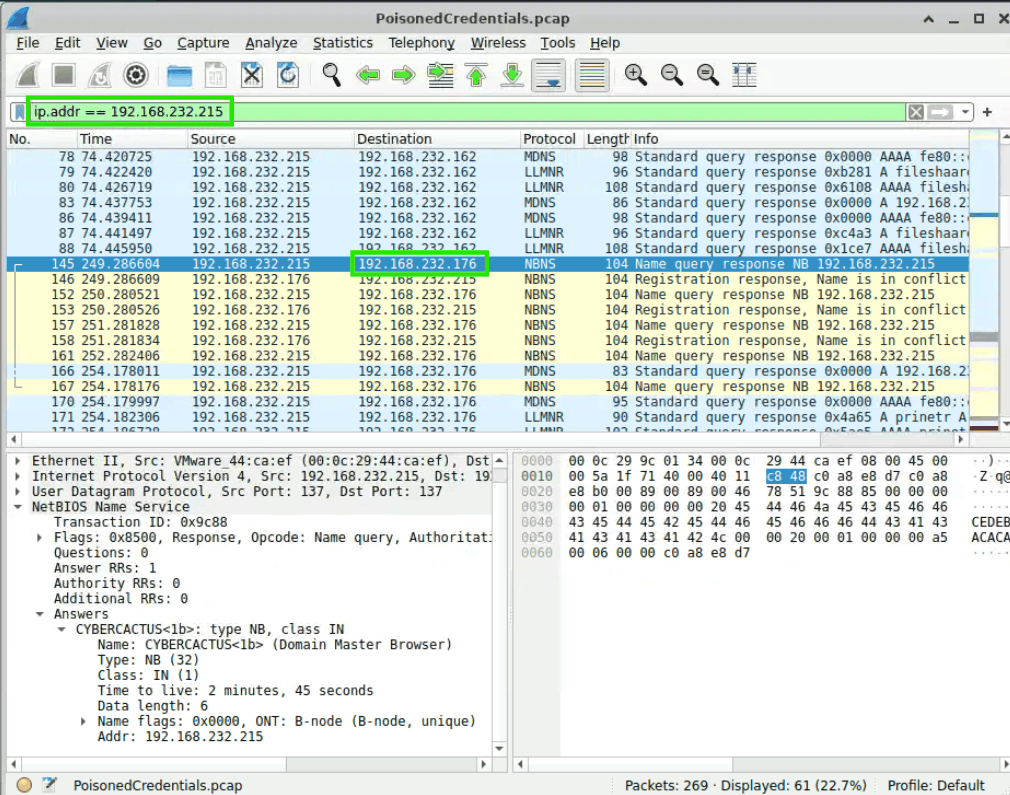 PoisonedCredentials.pcap
File Edit View Go Capture Analyze Statistics Telephony Wireless Tools Help
ip.addr == 192.168.232.215
No. Time Source Destination Protocol Length Info
78 74.420725 192.168.232.215 192.168.232.162 MDNS 98 Standard query response 0x0000 AAAA fe80::
79 74.422420 192.168.232.215 192.168.232.162 LLMNR 96 Standard query response 0xb281 A fileshaar
80 74.426719 192.168.232.215 192.168.232.162 LLMNR 108 Standard query response 0x6108 AAAA filesh
83 74.437753 192.168.232.215 192.168.232.162 MDNS 86 Standard query response 0x0000 A 192.168.2
86 74.439411 192.168.232.215 192.168.232.162 MDNS 98 Standard query response 0x0000 AAAA fe80::
87 74.441497 192.168.232.215 192.168.232.162 LLMNR 96 Standard query response 0xc4a3 A fileshaar
88 74.445950 192.168.232.215 192.168.232.162 LLMNR 108 Standard query response 0x1ce7 AAAA filesh
145 249.286604 192.168.232.215 192.168.232.176 NBNS 104 Name query response NB 192.168.232.215
146 249.286609 192.168.232.176 192.168.232.215 NBNS 104 Registration response, Name is in conflict
152 250.280521 192.168.232.215 192.168.232.176 NBNS 104 Name query response NB 192.168.232.215
153 250.280526 192.168.232.176 192.168.232.215 NBNS 104 Registration response, Name is in conflict
157 251.281828 192.168.232.215 192.168.232.176 NBNS 104 Name query response NB 192.168.232.215
158 251.281834 192.168.232.176 192.168.232.215 NBNS 104 Registration response, Name is in conflict
161 252.282406 192.168.232.215 192.168.232.176 NBNS 104 Name query response NB 192.168.232.215
166 254.178011 192.168.232.215 192.168.232.176 MDNS 83 Standard query response 0x0000 A 192.168.2
167 254.178176 192.168.232.215 192.168.232.176 NBNS 104 Name query response NB 192.168.232.215
170 254.179997 192.168.232.215 192.168.232.176 MDNS 95 Standard query response 0x0000 AAAA fe80::
171 254.182306 192.168.232.215 192.168.232.176 LLMNR 90 Standard query response 0x4a65 A prinetr A
Ethernet II, Src: VMware_44:ca:ef (00:0c:29:44:ca:ef), Dst
Internet Protocol Version 4, Src: 192.168.232.215, Dst: 19
User Datagram Protocol, Src Port: 137, Dst Port: 137
NetBIOS Name Service
Transaction ID: 0x9c88
Flags: 0x8500, Response, Opcode: Name query, Authoritati
Questions: 0
Answer RRs: 1
Authority RRs: 0
Additional RRs: 0
Answers
CYBERCACTUS<1b>: type NB, class IN
Name: CYBERCACTUS<1b> (Domain Master Browser)
Type: NB (32)
Class: IN (1)
Time to live: 2 minutes, 45 seconds
Data length: 6
Name flags: 0x0000, ONT: B-node (B-node, unique)
Addr: 192.168.232.215
0000 00 0c 29 9c 01 34 00 0c 29 44 ca ef 08 00 45 00 ··)··4··
0010 00 5a 1f 71 40 00 40 11 c8 48 c0 a8 e8 d7 c0 a8 ·Z·q@
0020 e8 b0 00 89 00 89 00 46 78 51 9c 88 85 00 00 00
0030 00 01 00 00 00 00 20 45 44 46 4a 45 43 45 46 46
0040 43 45 44 45 42 45 44 46 45 46 46 46 44 43 41 43 CEDEB
0050 41 43 41 43 41 42 4c 00 00 20 00 01 00 00 00 a5 ACACA
0060 00 06 00 00 c0 a8 e8 d7
PoisonedCredentials.pcap Packets: 269 · Displayed: 61 (22.7%) Profile: Default